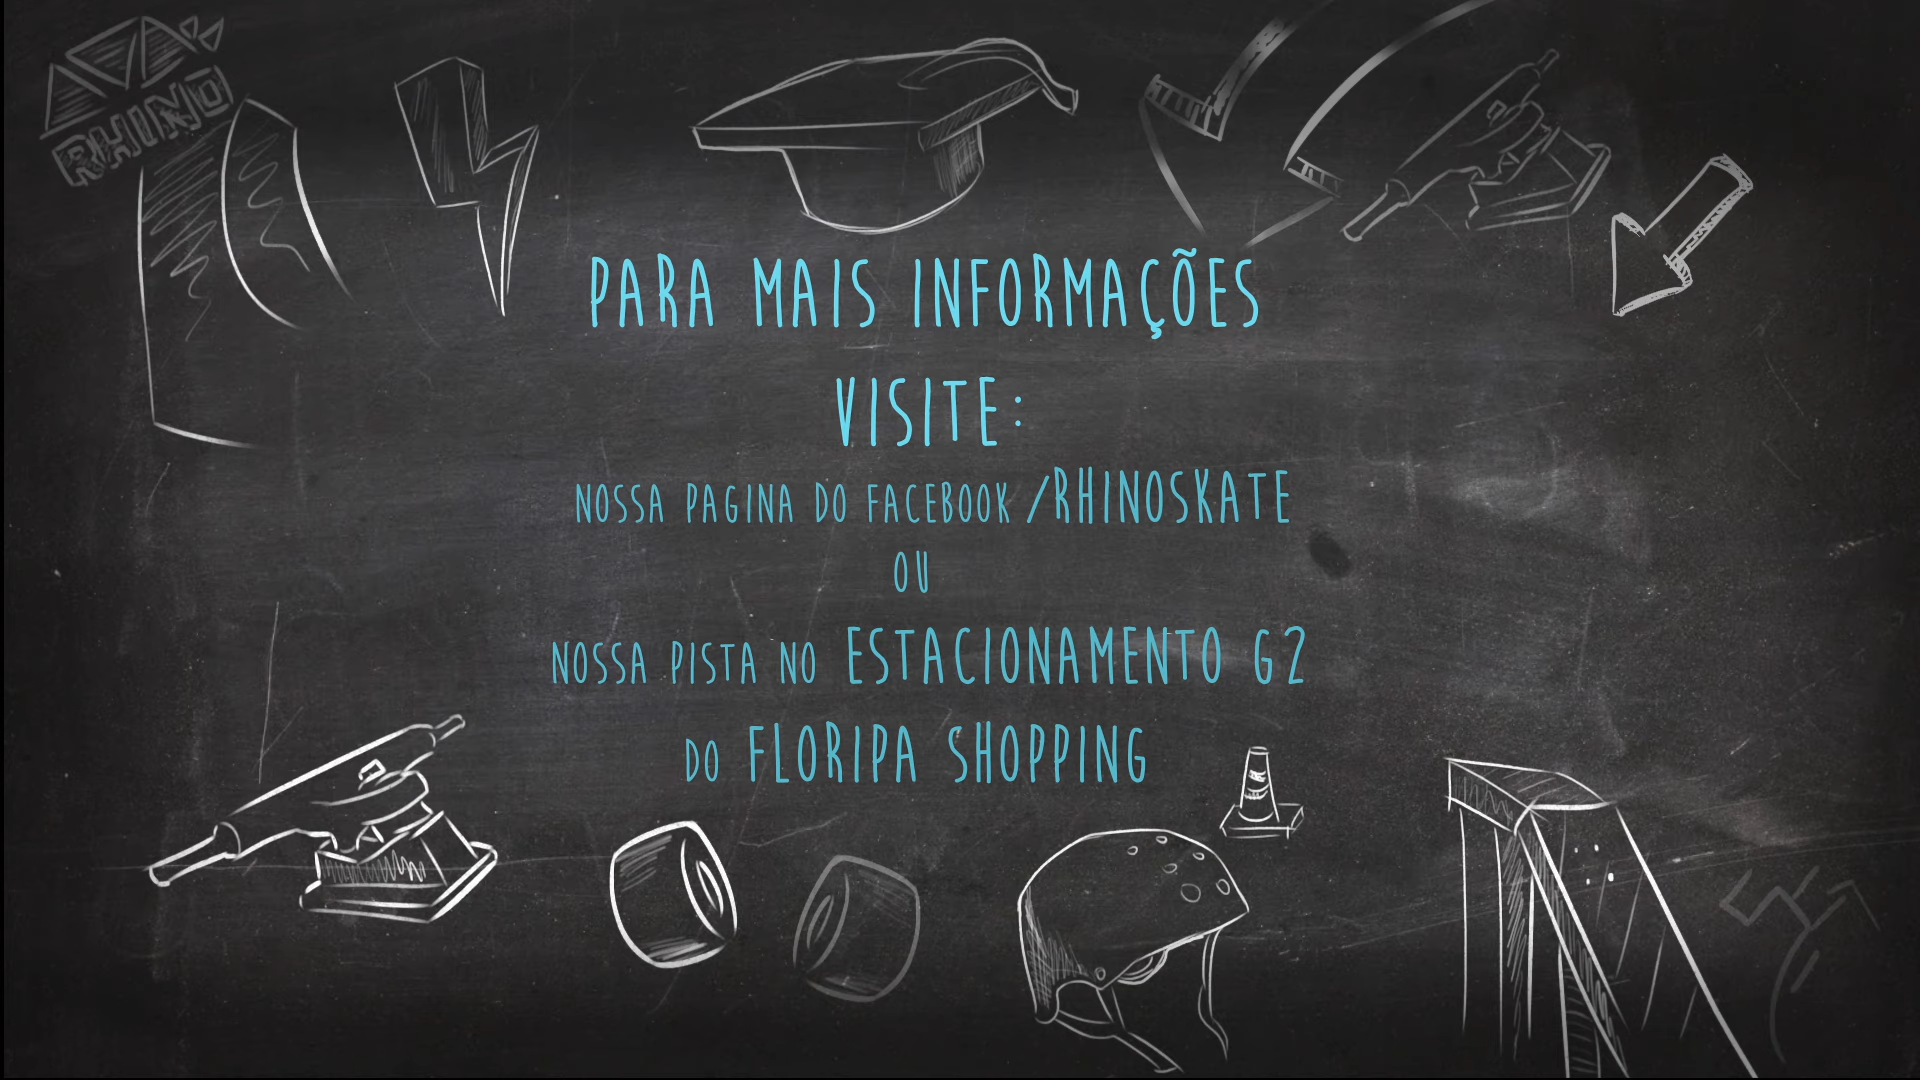 RHINO
PARA MAIS INFORMAÇÕES
VISITE:
NOSSA PAGINA DO FACEBOOK /RHINOSKATE
OU
NOSSA PISTA NO ESTACIONAMENTO G2
DO FLORIPA SHOPPING